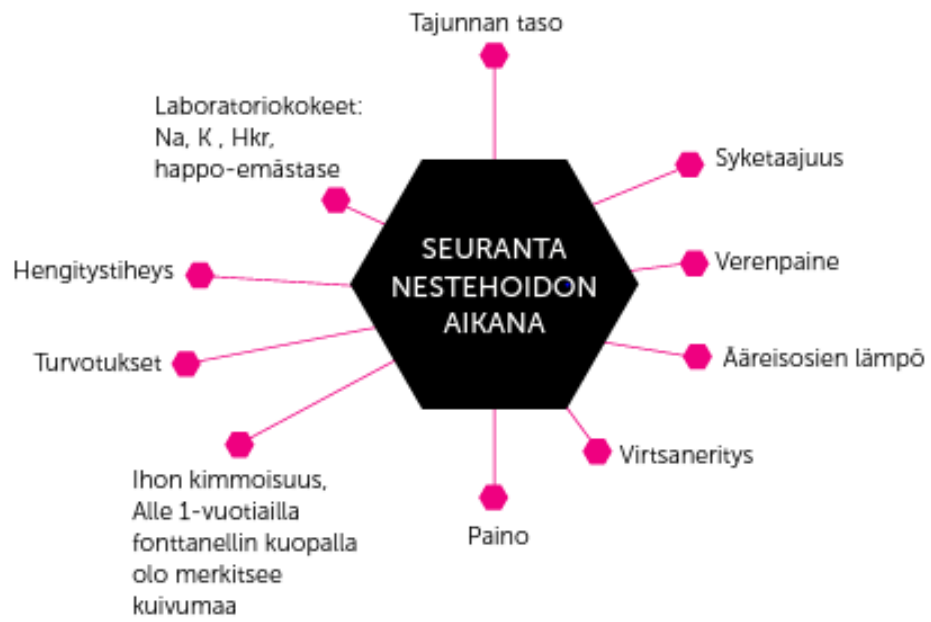 Tajunnan taso
Laboratoriokokeet:
Na, K , Hkr,
happo-emästase
Syketaajuus
SEURANTA
NESTEHOIDON
AIKANA
Hengitystiheys
Verenpaine
Turvotukset
Ääreisosien lämpö
Virtsaneritys
Ihon kimmoisuus,
Alle 1-vuotiailla
fonttanellin kuopalla
olo merkitsee
kuivumaa
Paino